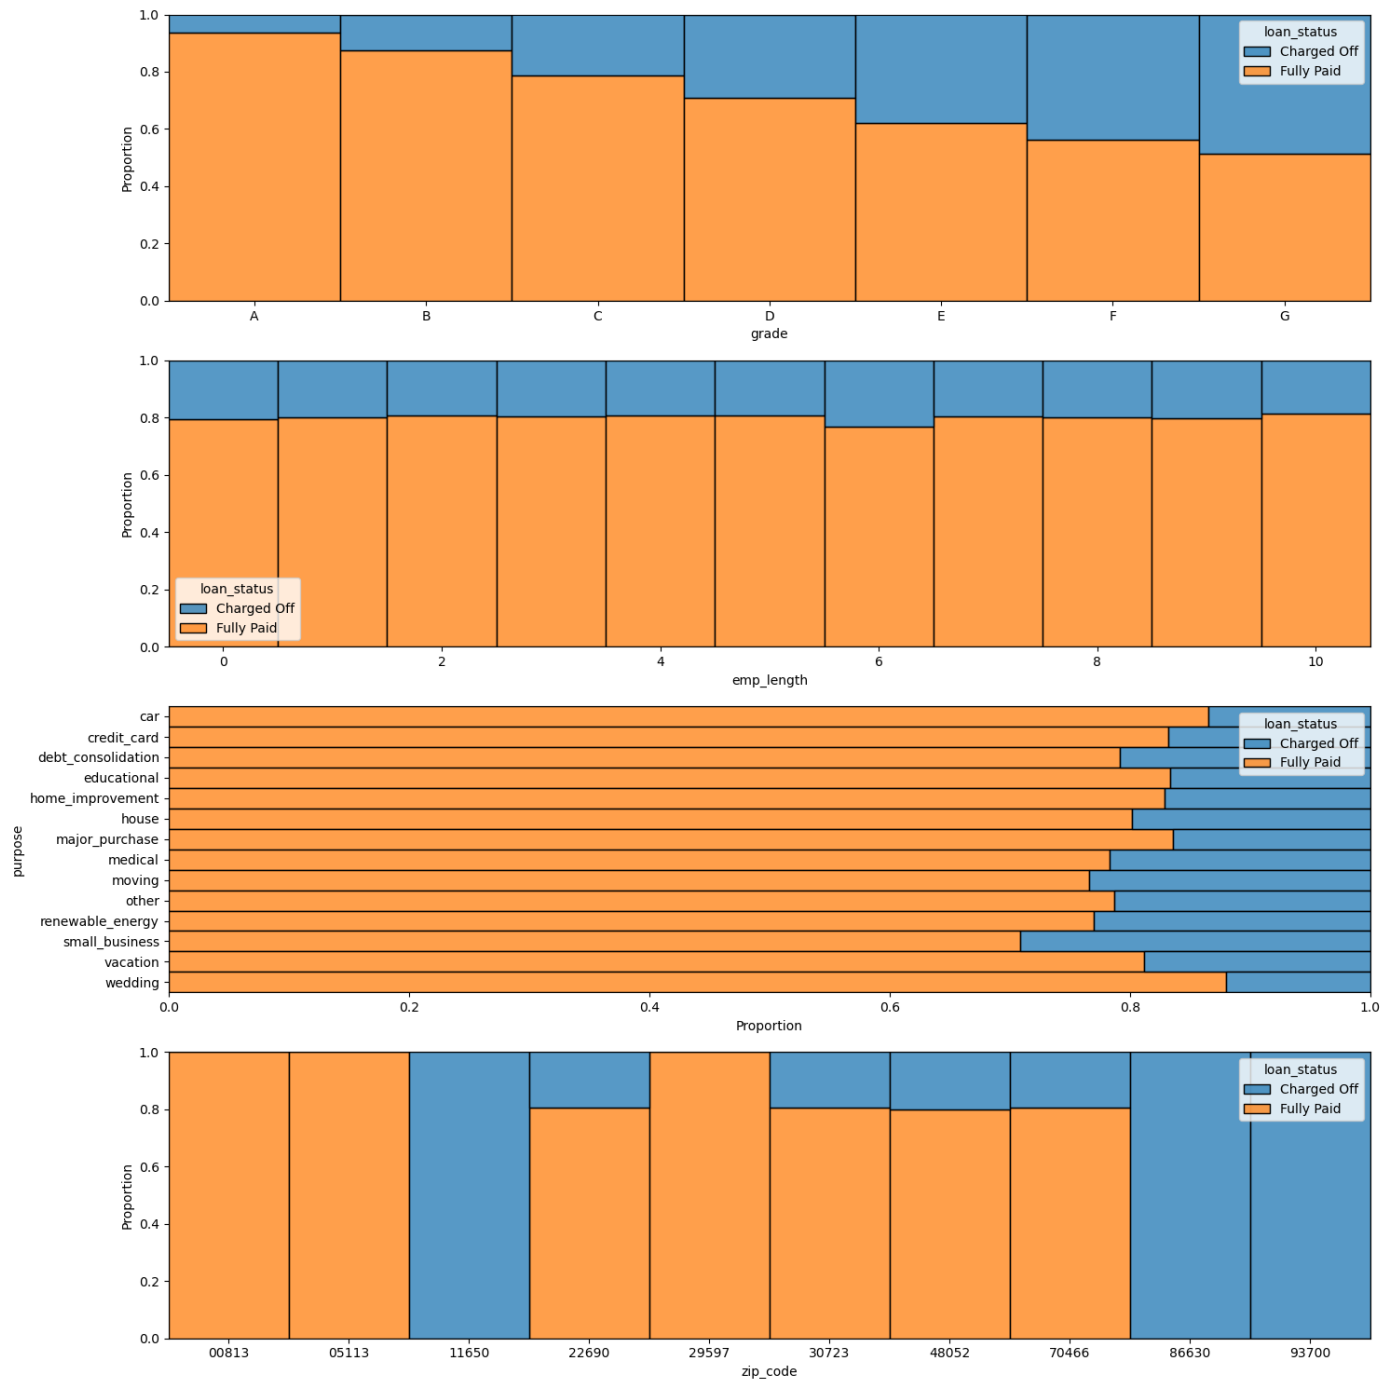 1.0
0.8
0.6
0.4
0.2
0.0
Proportion
loan_status
Charged Off
Fully Paid
A B C D E F G
grade
1.0
0.8
0.6
0.4
0.2
0.0
Proportion
loan_status
Charged Off
Fully Paid
0 2 4 6 8 10
emp_length
purpose
car
credit_card
debt_consolidation
educational
home_improvement
house
major_purchase
medical
moving
other
renewable_energy
small_business
vacation
wedding
loan_status
Charged Off
Fully Paid
0.0 0.2 0.4 0.6 0.8 1.0
Proportion
1.0
0.8
0.6
0.4
0.2
0.0
Proportion
loan_status
Charged Off
Fully Paid
00813 05113 11650 22690 29597 30723 48052 70466 86630 93700
zip_code